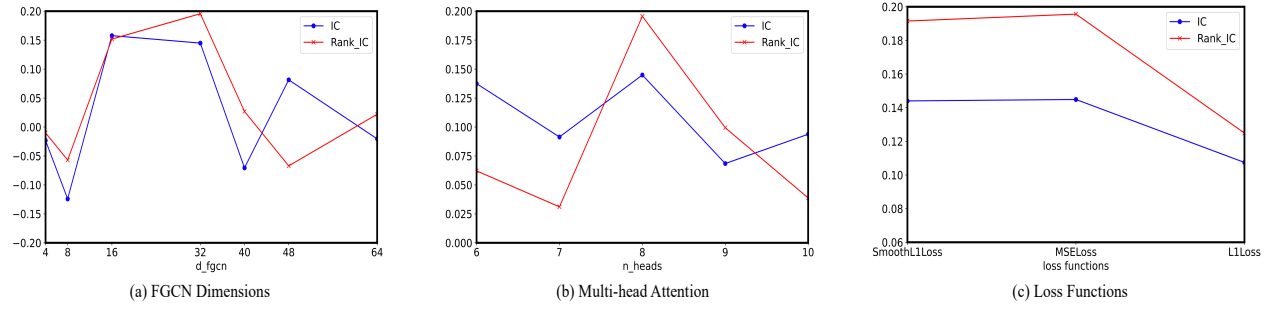 0.20
0.15
0.10
0.05
0.00
−0.05
−0.10
−0.15
−0.20
4 8 16 32 40 48 64
d_fgcn
IC
Rank_IC
(a) FGCN Dimensions
0.200
0.175
0.150
0.125
0.100
0.075
0.050
0.025
0.000
6 7 8 9 10
n_heads
IC
Rank_IC
(b) Multi-head Attention
0.20
0.18
0.16
0.14
0.12
0.10
0.08
0.06
SmoothL1Loss MSELoss L1Loss
loss functions
IC
Rank_IC
(c) Loss Functions